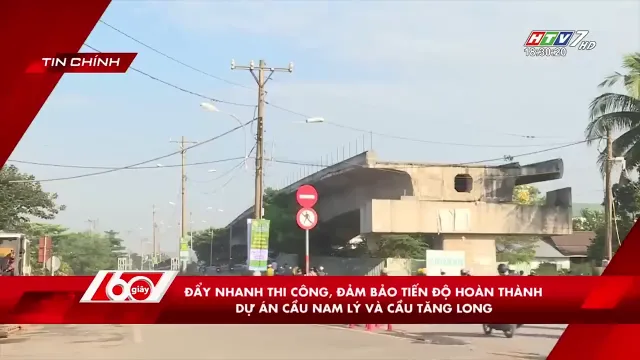 TIN CHÍNH
HTV7 HD
18:30:20
60 giây
ĐẨY NHANH THI CÔNG, ĐẢM BẢO TIẾN ĐỘ HOÀN THÀNH
DỰ ÁN CẦU NAM LÝ VÀ CẦU TĂNG LONG